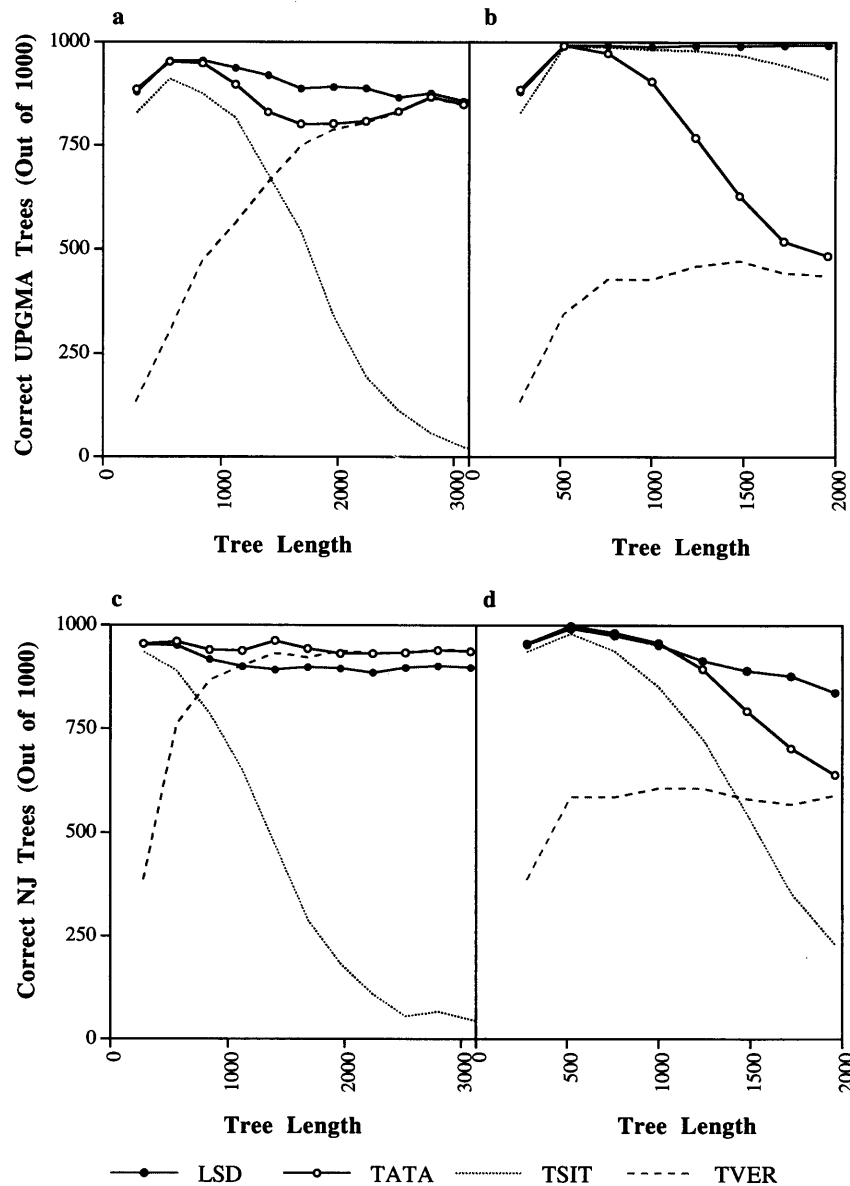 a
b
Correct UPGMA Trees (Out of 1000)
1000
750
500
250
0
0
1000
2000
3000
0
500
1000
1500
2000
Tree Length
Tree Length
c
d
Correct NJ Trees (Out of 1000)
1000
750
500
250
0
0
1000
2000
3000
0
500
1000
1500
2000
Tree Length
Tree Length
LSD TATA TSIT TVER